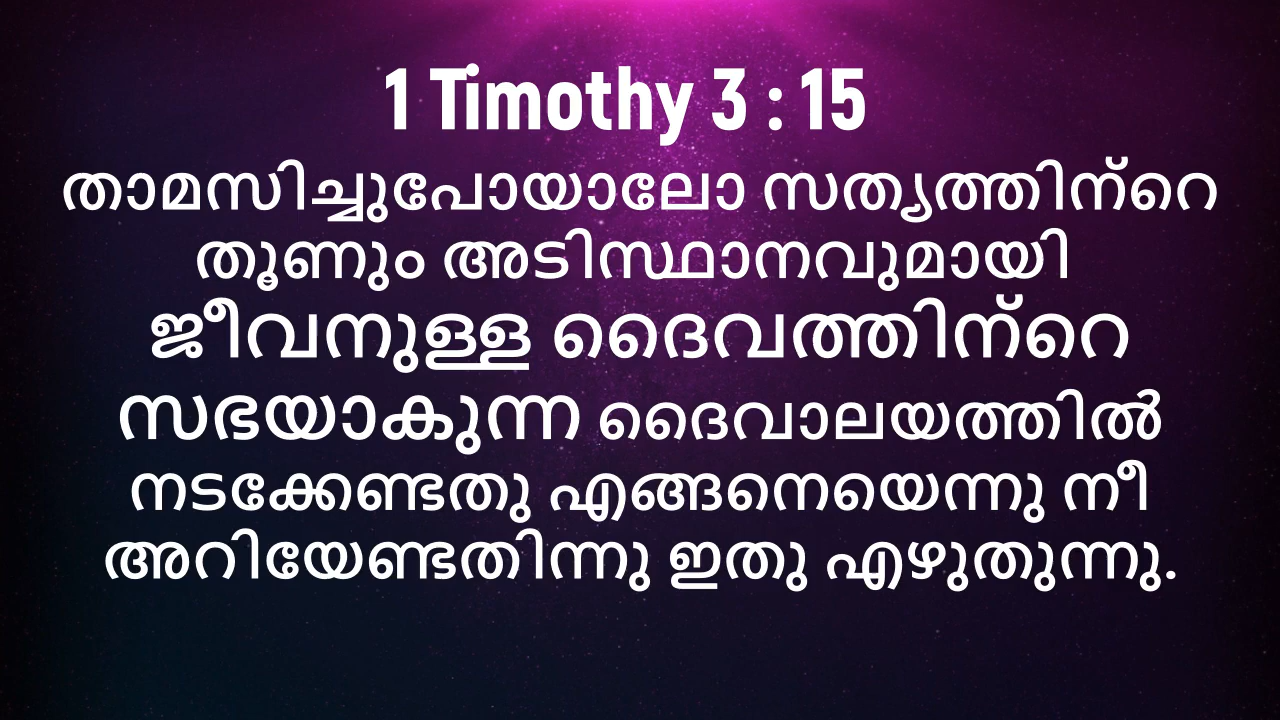 1 Timothy 3 : 15
താമസിച്ചുപോയാലോ സത്യത്തിന്റെ
തൂണും അടിസ്ഥാനവുമായി
ജീവനുള്ള ദൈവത്തിന്റെ
സഭയാകുന്ന ദൈവാലയത്തിൽ
നടക്കേണ്ടതു എങ്ങനെയെന്നു നീ
അറിയേണ്ടതിന്നു ഇതു എഴുതുന്നു.